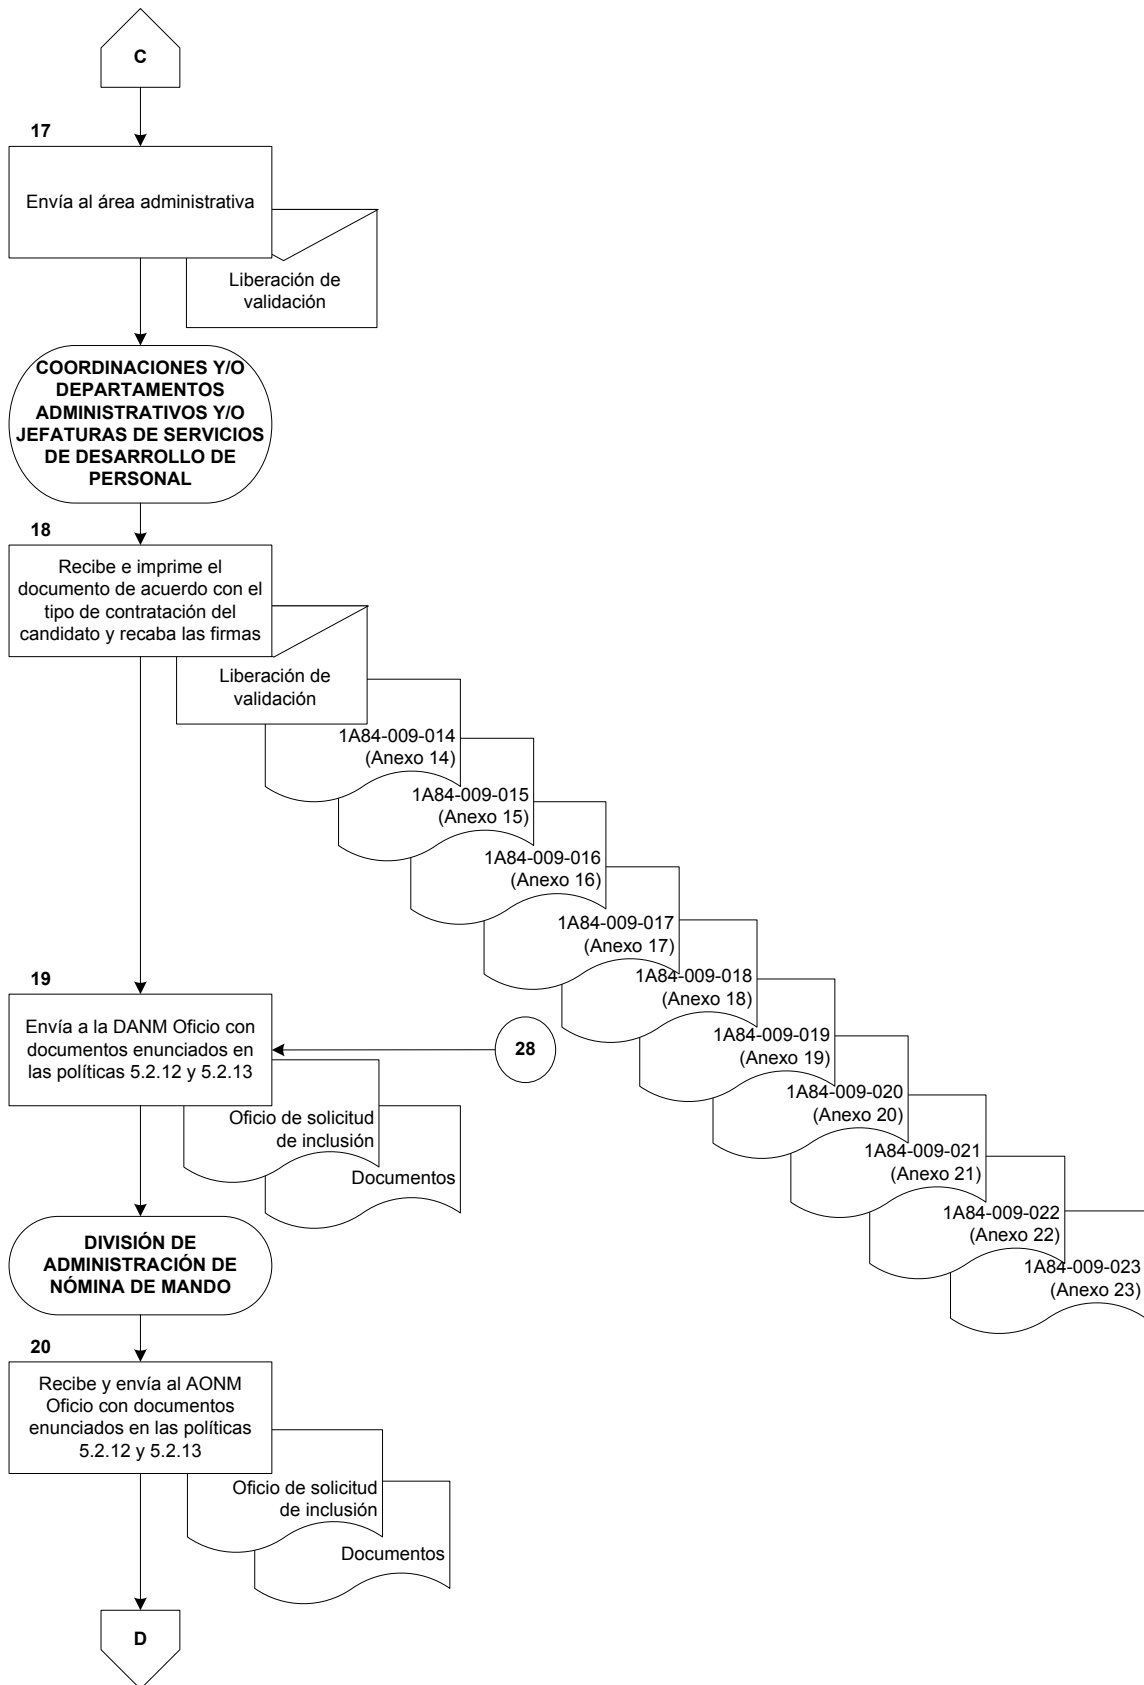 C
17
Envía al área administrativa
Liberación de
validación
COORDINACIONES Y/O
DEPARTAMENTOS
ADMINISTRATIVOS Y/O
JEFATURAS DE SERVICIOS
DE DESARROLLO DE
PERSONAL
18
Recibe e imprime el
documento de acuerdo con el
tipo de contratación del
candidato y recaba las firmas
Liberación de
validación
1A84-009-014
(Anexo 14)
1A84-009-015
(Anexo 15)
1A84-009-016
(Anexo 16)
1A84-009-017
(Anexo 17)
1A84-009-018
(Anexo 18)
1A84-009-019
(Anexo 19)
1A84-009-020
(Anexo 20)
1A84-009-021
(Anexo 21)
1A84-009-022
(Anexo 22)
1A84-009-023
(Anexo 23)
19
Envía a la DANM Oficio con
documentos enunciados en
las políticas 5.2.12 y 5.2.13
28
Oficio de solicitud
de inclusión
Documentos
DIVISIÓN DE
ADMINISTRACIÓN DE
NÓMINA DE MANDO
20
Recibe y envía al AONM
Oficio con documentos
enunciados en las políticas
5.2.12 y 5.2.13
Oficio de solicitud
de inclusión
Documentos
D